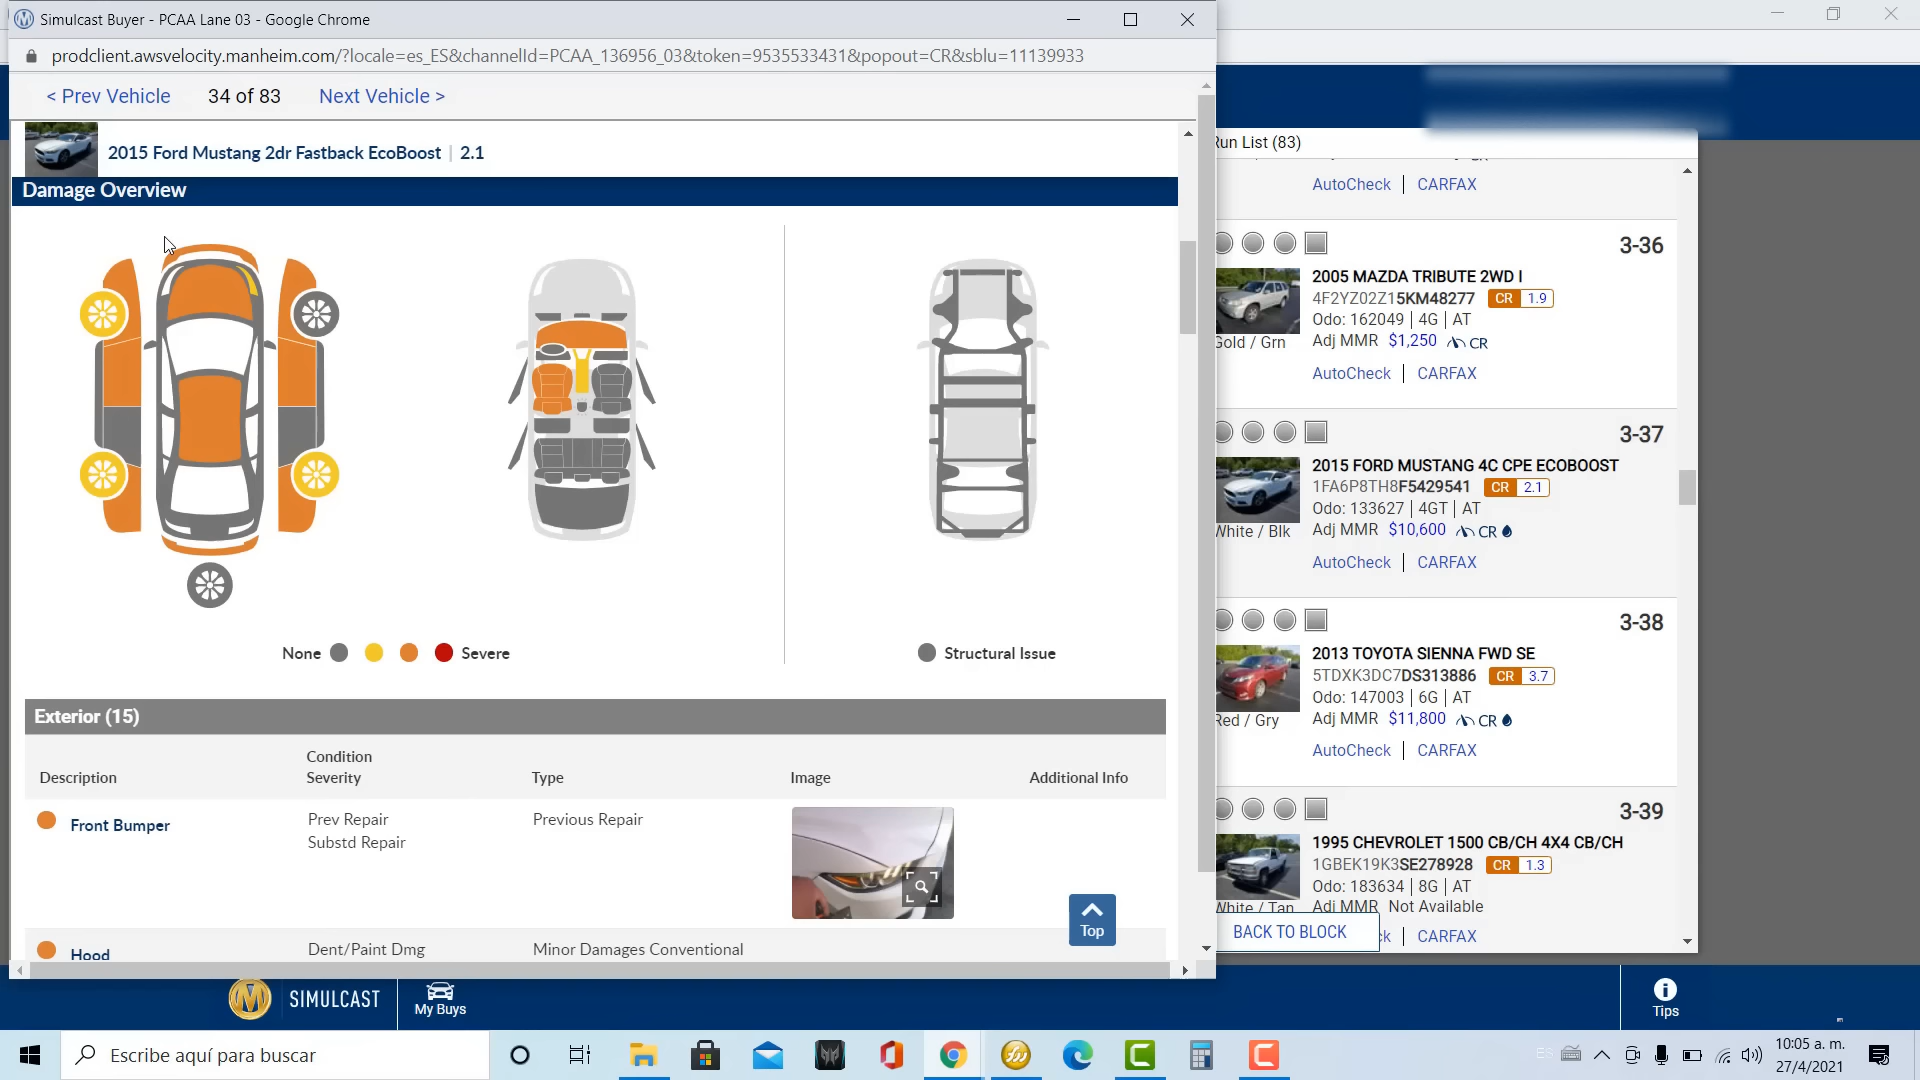 Simulcast Buyer - PCAA Lane 03 - Google Chrome
prodclient.awsvelocity.manheim.com/?locale=es_ES&channelId=PCAA_136956_03&token=9535533431&popout=CR&sblu=11139933
< Prev Vehicle 34 of 83 Next Vehicle >
2015 Ford Mustang 2dr Fastback EcoBoost | 2.1
Damage Overview
None Severe
Structural Issue
Exterior (15)
Description Condition Severity Type Image Additional Info
Front Bumper Prev Repair Previous Repair
Substd Repair
Hood Dent/Paint Dmg Minor Damages Conventional
Top
Run List (83)
AutoCheck | CARFAX
3-36
2005 MAZDA TRIBUTE 2WD I
4F2YZ02Z15KM48277 CR 1.9
Odo: 162049 | 4G | AT
Gold / Grn
Adj MMR $1,250 CR
AutoCheck | CARFAX
3-37
2015 FORD MUSTANG 4C CPE ECOBOOST
1FA6P8TH8F5429541 CR 2.1
Odo: 133627 | 4GT | AT
White / Blk
Adj MMR $10,600 CR
AutoCheck | CARFAX
3-38
2013 TOYOTA SIENNA FWD SE
5TDXK3DC7DS313886 CR 3.7
Odo: 147003 | 6G | AT
Red / Gry
Adj MMR $11,800 CR
AutoCheck | CARFAX
3-39
1995 CHEVROLET 1500 CB/CH 4X4 CB/CH
1GBEK19K3SE278928 CR 1.3
Odo: 183634 | 8G | AT
White / Tan
Adj MMR Not Available
BACK TO BLOCK
CARFAX
SIMULCAST
My Buys
Tips
Escribe aquí para buscar
ES
10:05 a. m.
27/4/2021